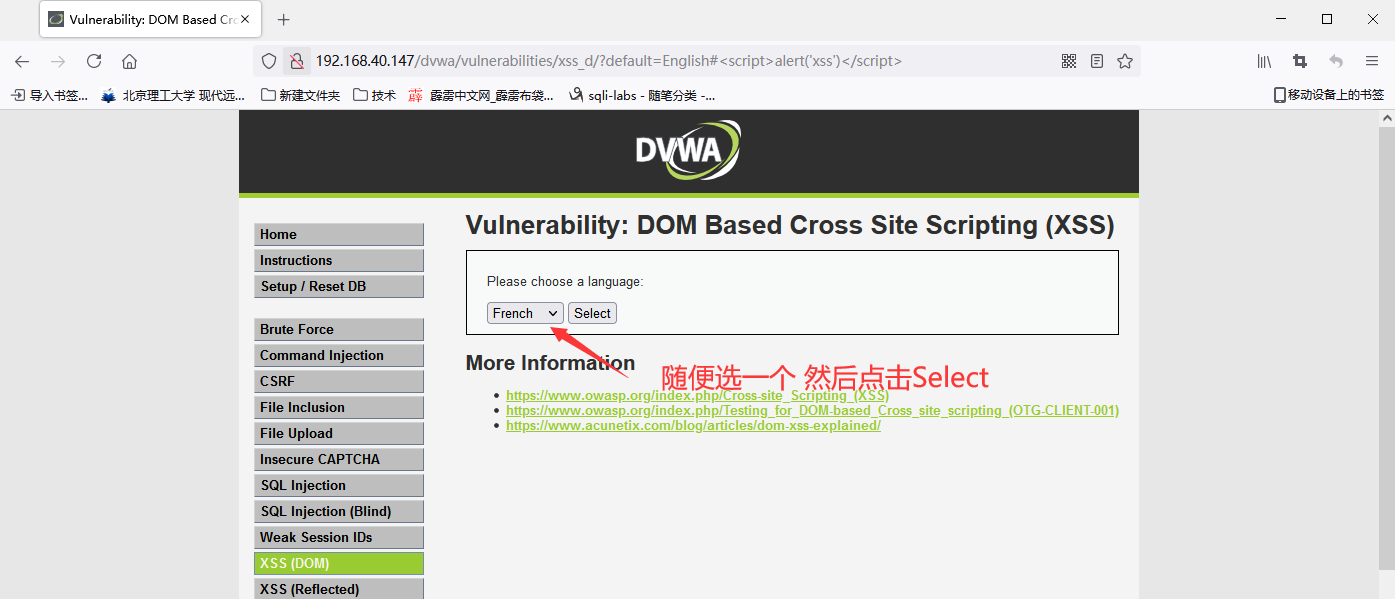 Vulnerability: DOM Based Cro
192.168.40.147/dvwa/vulnerabilities/xss_d/?default=English#<script>alert('xss')</script>
导入书签... 北京理工大学 现代远... 新建文件夹 技术 霹雳 霹雳中文网_霹雳布袋... sqli-labs - 随笔分类 -... 移动设备上的书签
DVWA
Vulnerability: DOM Based Cross Site Scripting (XSS)
Please choose a language:
French Select
More Information
随便选一个 然后点击Select
https://www.owasp.org/index.php/Cross-site_Scripting_(XSS)
https://www.owasp.org/index.php/Testing_for_DOM-based_Cross_site_scripting_(OTG-CLIENT-001)
https://www.acunetix.com/blog/articles/dom-xss-explained/
Home
Instructions
Setup / Reset DB
Brute Force
Command Injection
CSRF
File Inclusion
File Upload
Insecure CAPTCHA
SQL Injection
SQL Injection (Blind)
Weak Session IDs
XSS (DOM)
XSS (Reflected)